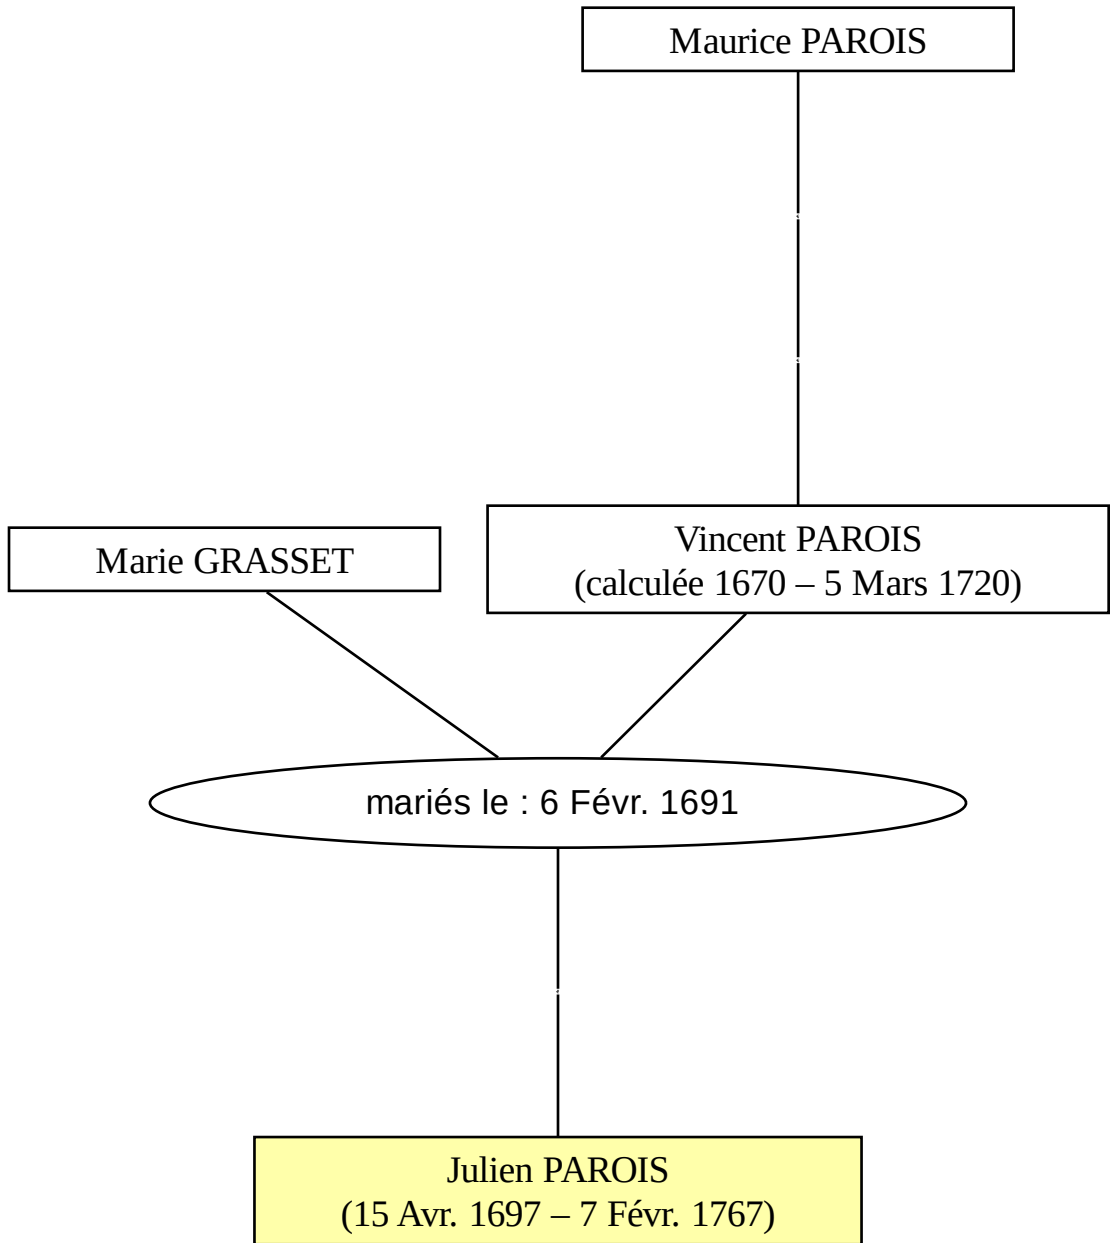 Maurice PAROIS
Marie GRASSET
Vincent PAROIS
(calculée 1670 – 5 Mars 1720)
mariés le : 6 Févr. 1691
Julien PAROIS
(15 Avr. 1697 – 7 Févr. 1767)